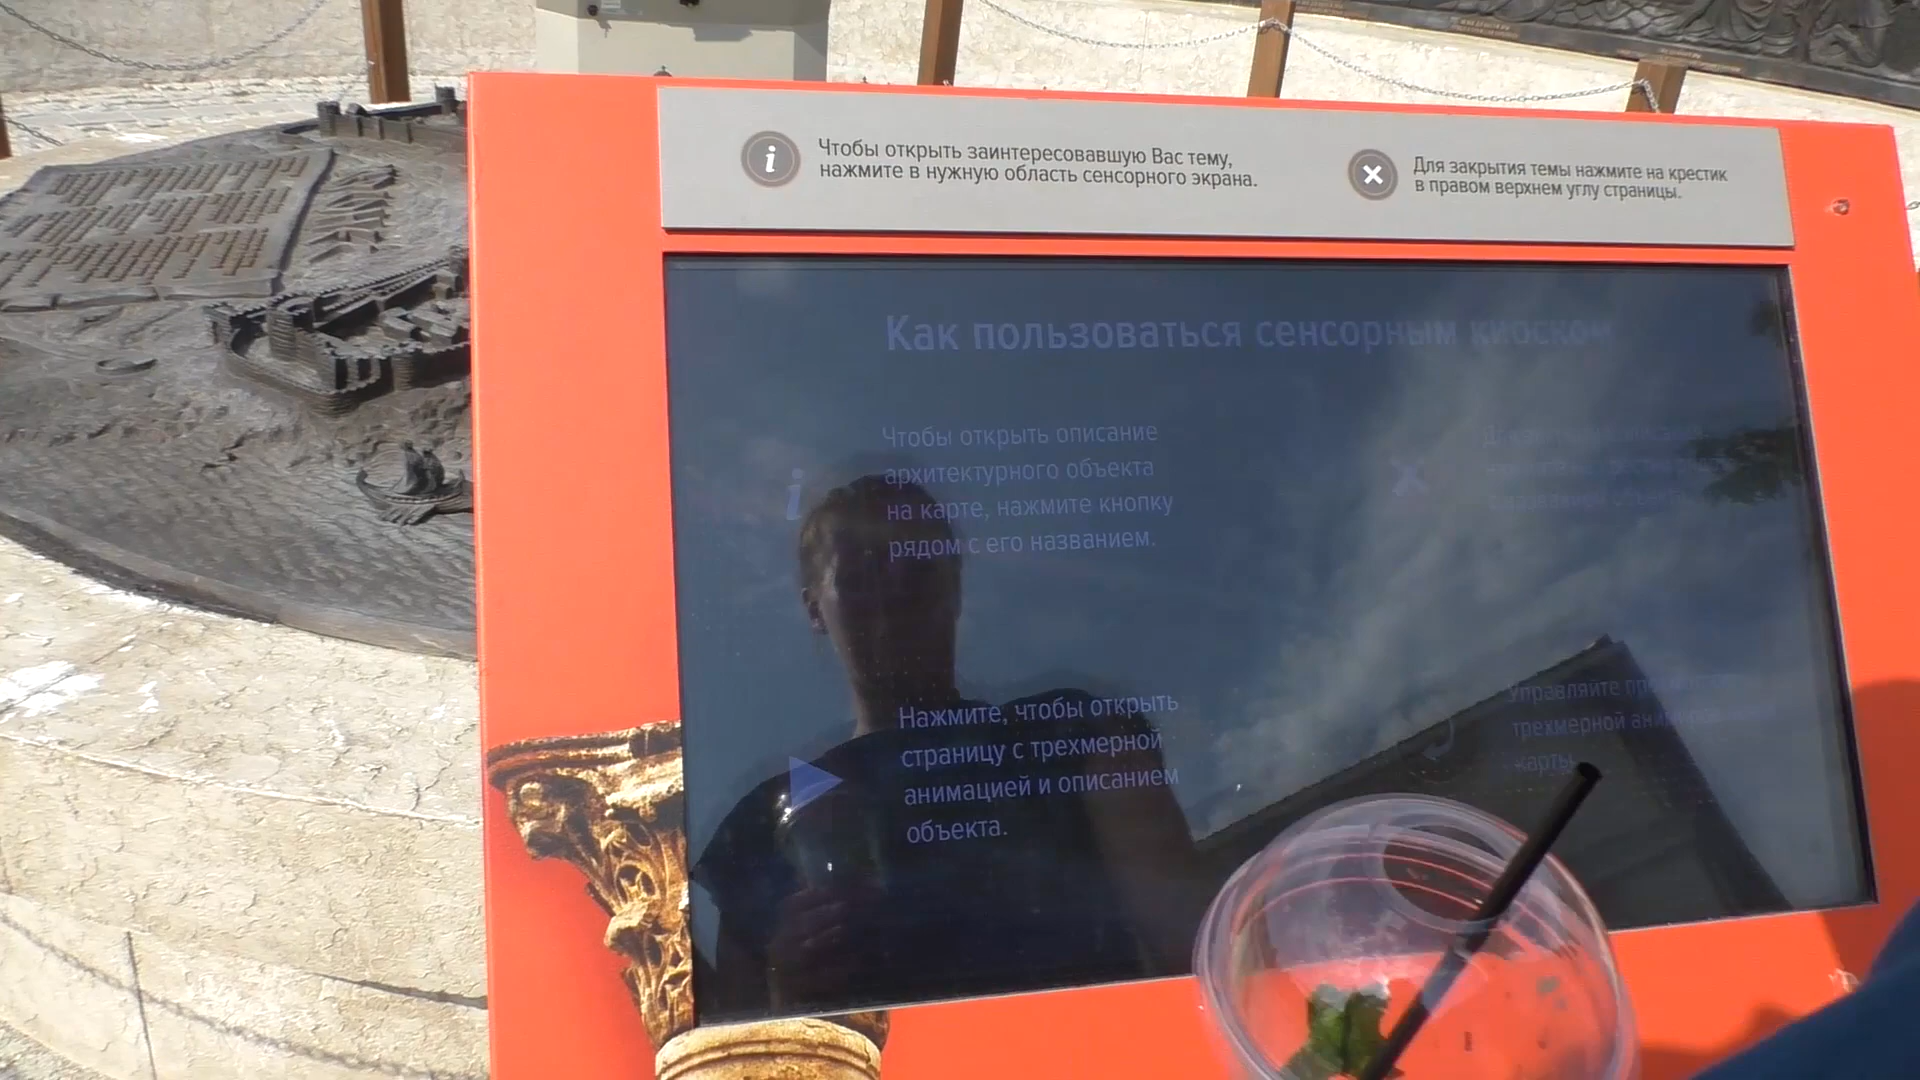 Чтобы открыть заинтересовавшую Вас тему,
нажмите в нужную область сенсорного экрана.
Для закрытия темы нажмите на крестик
в правом верхнем углу страницы.
Как пользоваться сенсорным киоском
Чтобы открыть описание
архитектурного объекта
на карте, нажмите кнопку
рядом с его названием.
Нажмите, чтобы открыть
страницу с трехмерной
анимацией и описанием
объекта.
Управляйте
трехмерной
карты